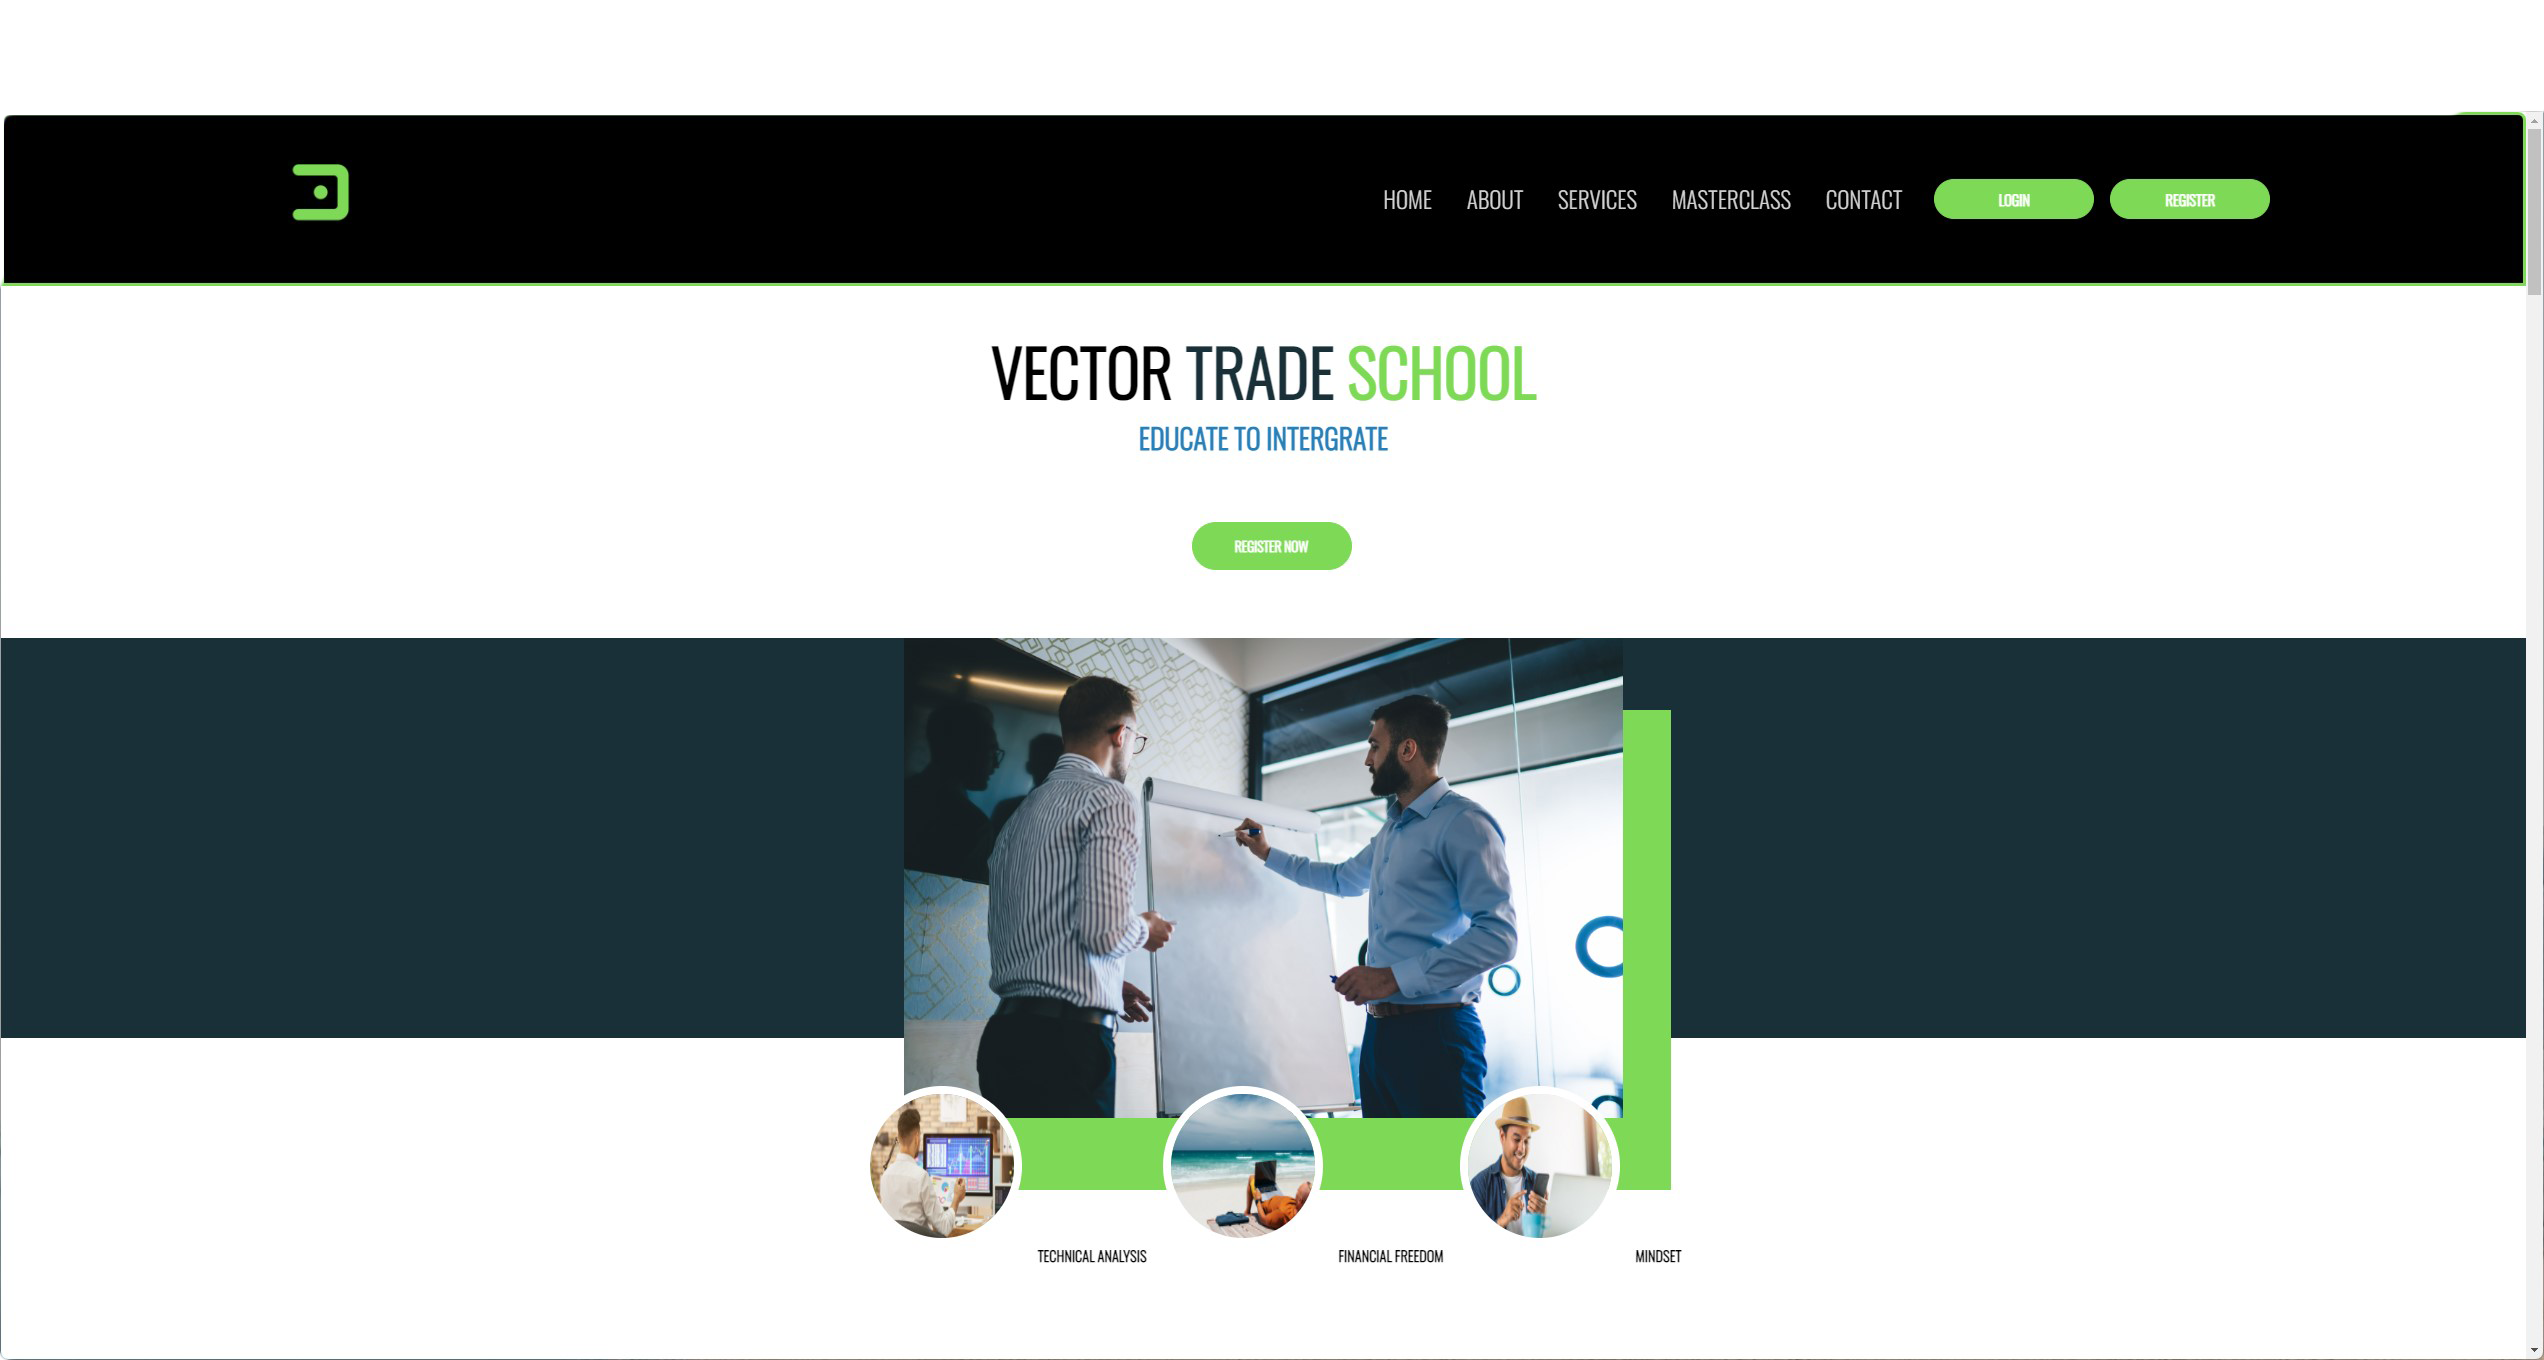 HOME ABOUT SERVICES MASTERCLASS CONTACT LOGIN REGISTER
VECTOR TRADE SCHOOL
EDUCATE TO INTERGRATE
REGISTER NOW
TECHNICAL ANALYSIS FINANCIAL FREEDOM MINDSET